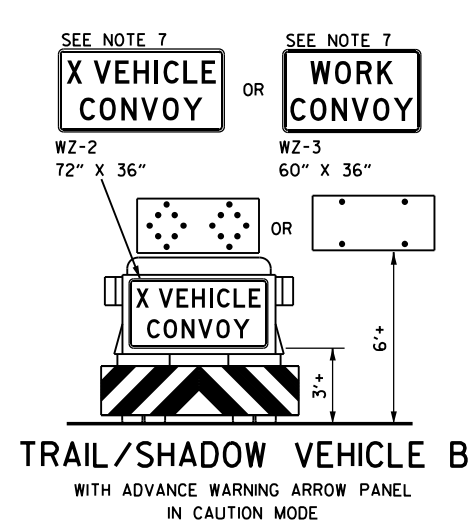 SEE NOTE 7
X VEHICLE
CONVOY
OR
SEE NOTE 7
WORK
CONVOY
WZ-2
72" X 36"
WZ-3
60" X 36"
OR
X VEHICLE
CONVOY
3'+
6'+
TRAIL/SHADOW VEHICLE B
WITH ADVANCE WARNING ARROW PANEL
IN CAUTION MODE